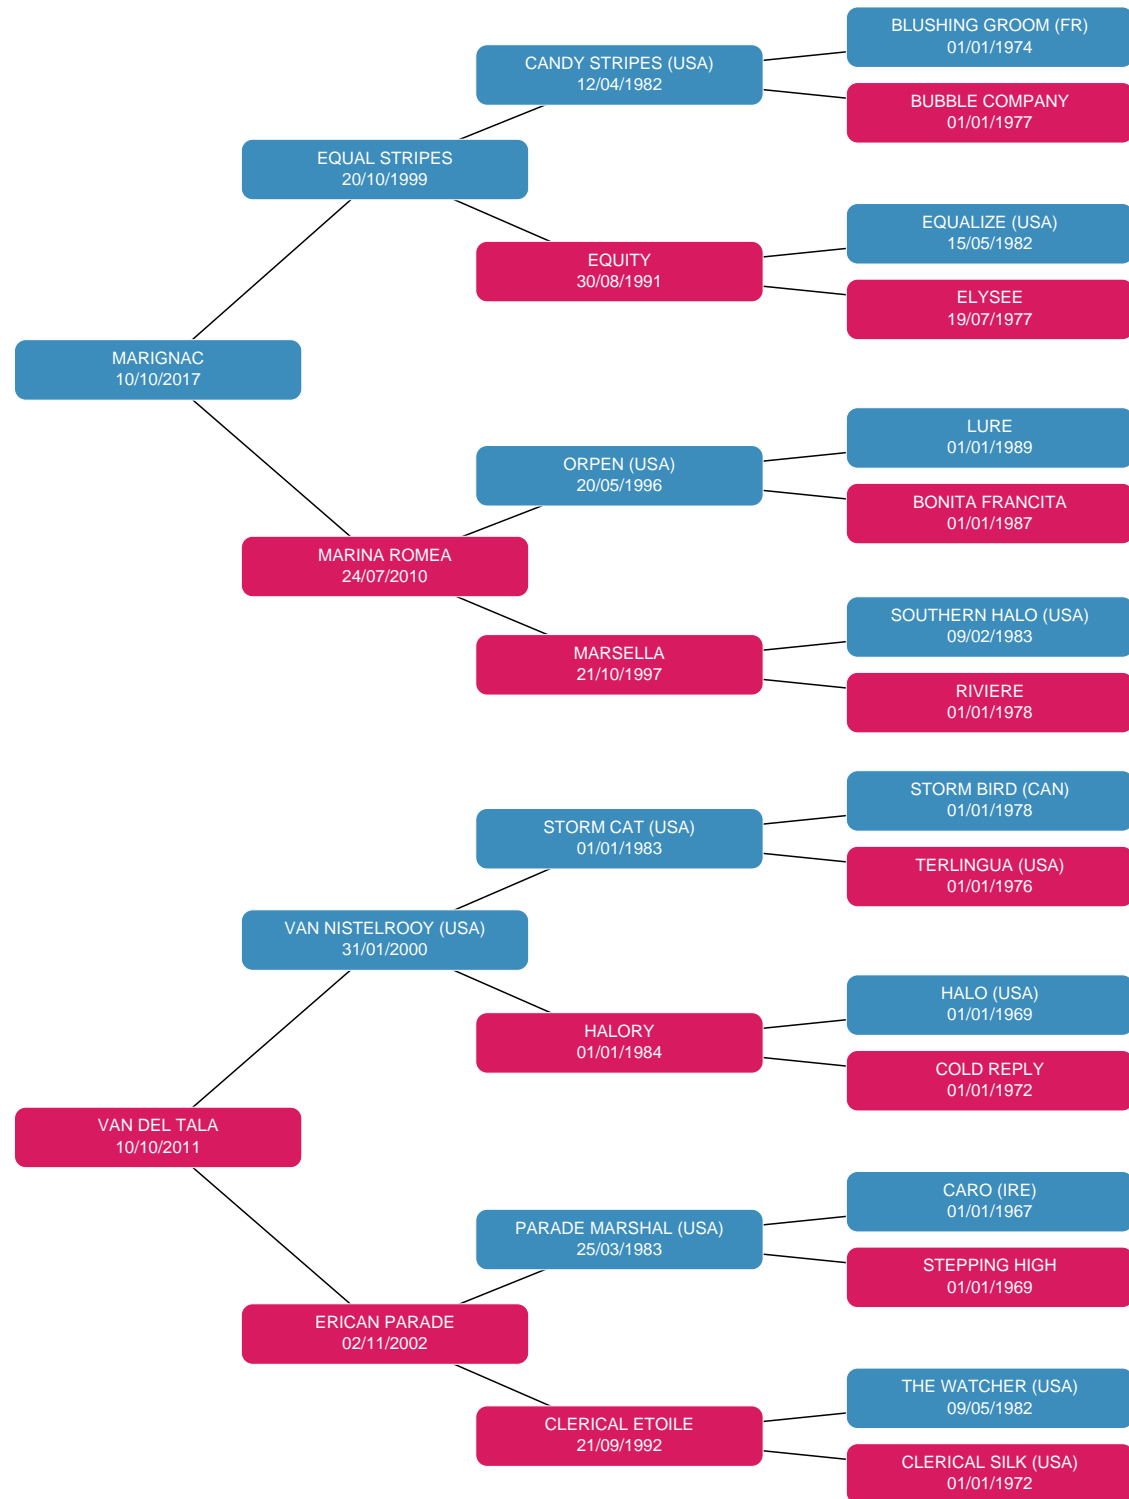 BLUSHING GROOM (FR)
01/01/1974
CANDY STRIPES (USA)
12/04/1982
BUBBLE COMPANY
01/01/1977
EQUAL STRIPES
20/10/1999
EQUALIZE (USA)
15/05/1982
EQUITY
30/08/1991
ELYSEE
19/07/1977
MARIGNAC
10/10/2017
LURE
01/01/1989
ORPEN (USA)
20/05/1996
BONITA FRANCITA
01/01/1987
MARINA ROMEA
24/07/2010
SOUTHERN HALO (USA)
09/02/1983
MARSELLA
21/10/1997
RIVIERE
01/01/1978
STORM BIRD (CAN)
01/01/1978
STORM CAT (USA)
01/01/1983
TERLINGUA (USA)
01/01/1976
VAN NISTELROOY (USA)
31/01/2000
HALO (USA)
01/01/1969
HALORY
01/01/1984
COLD REPLY
01/01/1972
VAN DEL TALA
10/10/2011
CARO (IRE)
01/01/1967
PARADE MARSHAL (USA)
25/03/1983
STEPPING HIGH
01/01/1969
ERICAN PARADE
02/11/2002
THE WATCHER (USA)
09/05/1982
CLERICAL ETOILE
21/09/1992
CLERICAL SILK (USA)
01/01/1972